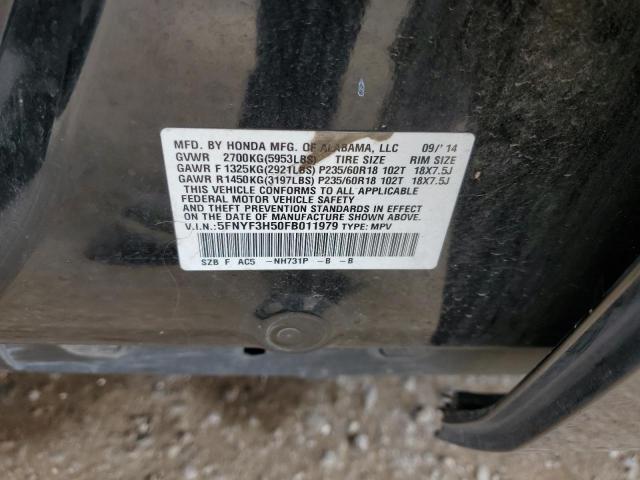 MFD. BY HONDA MFG. OF ALABAMA, LLC 09/'14
GVWR 2700KG(5953LBS) TIRE SIZE RIM SIZE
GAWR F 1325KG(2921LBS) P235/60R18 102T 18X7.5J
GAWR R 1450KG(3197LBS) P235/60R18 102T 18X7.5J
THIS VEHICLE CONFORMS TO ALL APPLICABLE
FEDERAL MOTOR VEHICLE SAFETY
AND THEFT PREVENTION STANDARDS IN EFFECT
ON THE DATE OF MANUFACTURE SHOWN ABOVE.
V.I.N.: 5FNYF3H50FB011979 TYPE: MPV
SZB F AC5 -NH731P -B -B